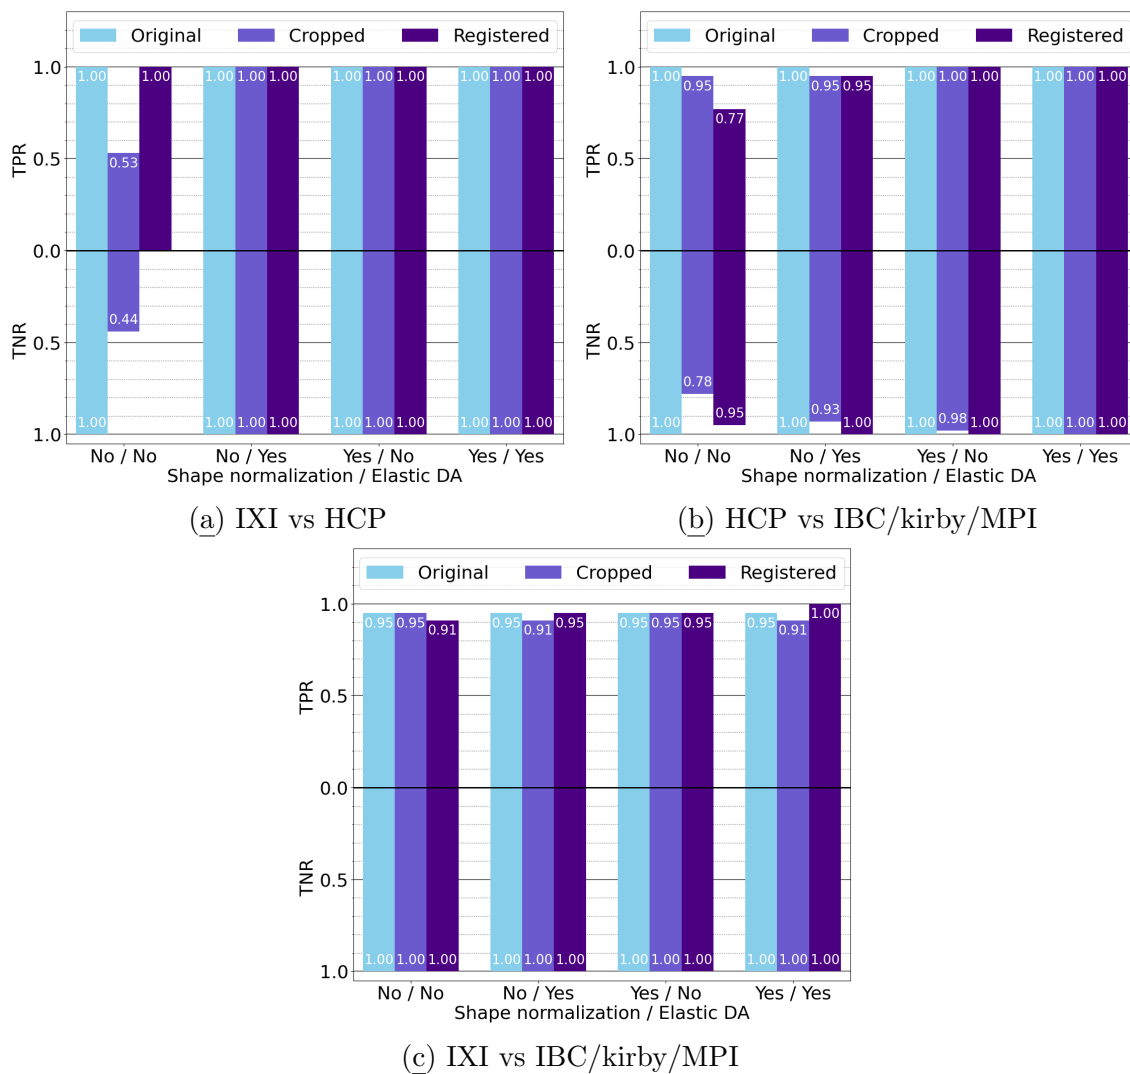 Original Cropped Registered
1.0
1.00 1.00 1.00 1.00 1.00 1.00 1.00 1.00 1.00 1.00 1.00
TPR
0.5
0.53
0.0
0.44
TNR
0.5
1.00 1.00 1.00 1.00 1.00 1.00 1.00 1.00 1.00 1.00
1.0
No / No No / Yes Yes / No Yes / Yes
Shape normalization / Elastic DA
(a) IXI vs HCP
Original Cropped Registered
1.0
1.00 0.95 0.77 1.00 0.95 0.95 1.00 1.00 1.00 1.00 1.00 1.00
TPR
0.5
0.0
TNR
0.5
0.78
1.00 0.95 1.00 0.93 1.00 1.00 0.98 1.00 1.00 1.00 1.00
1.0
No / No No / Yes Yes / No Yes / Yes
Shape normalization / Elastic DA
(b) HCP vs IBC/kirby/MPI
Original Cropped Registered
1.0
0.95 0.95 0.91 0.95 0.91 0.95 0.95 0.95 0.95 0.95 0.91 1.00
TPR
0.5
0.0
TNR
0.5
1.00 1.00 1.00 1.00 1.00 1.00 1.00 1.00 1.00 1.00 1.00 1.00
1.0
No / No No / Yes Yes / No Yes / Yes
Shape normalization / Elastic DA
(c) IXI vs IBC/kirby/MPI